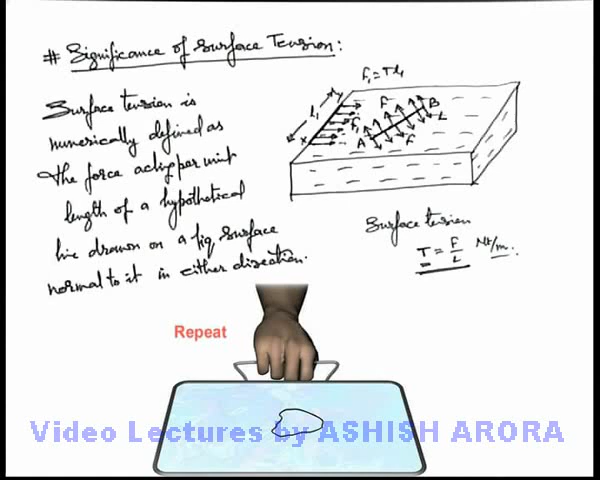 # Significance of Surface Tension:
Surface tension is
numerically defined as
the force acting per unit
length of a hypothetical
line drawn on a liq surface
normal to it in either direction.
F₁ = Tl₁
l₁
y
x
F₁
F
B
L
A
F
Surface tension
T = F/L Nt/m.
Repeat
Video Lectures by ASHISH ARORA